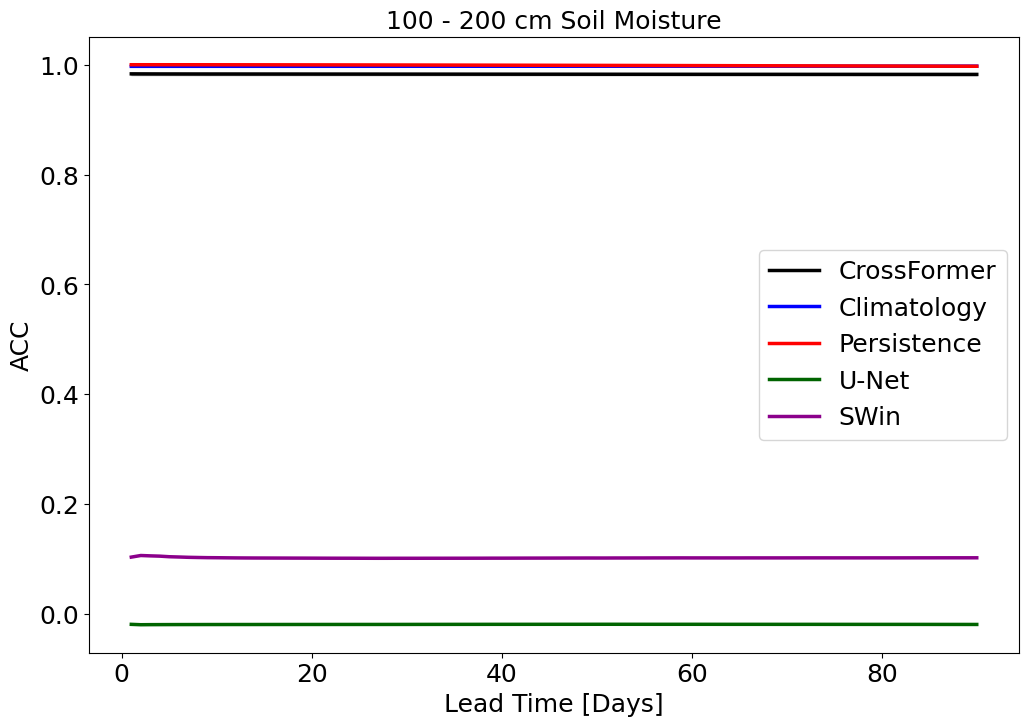 100 - 200 cm Soil Moisture
1.0
0.8
0.6
0.4
0.2
0.0
ACC
CrossFormer
Climatology
Persistence
U-Net
SWin
0 20 40 60 80
Lead Time [Days]